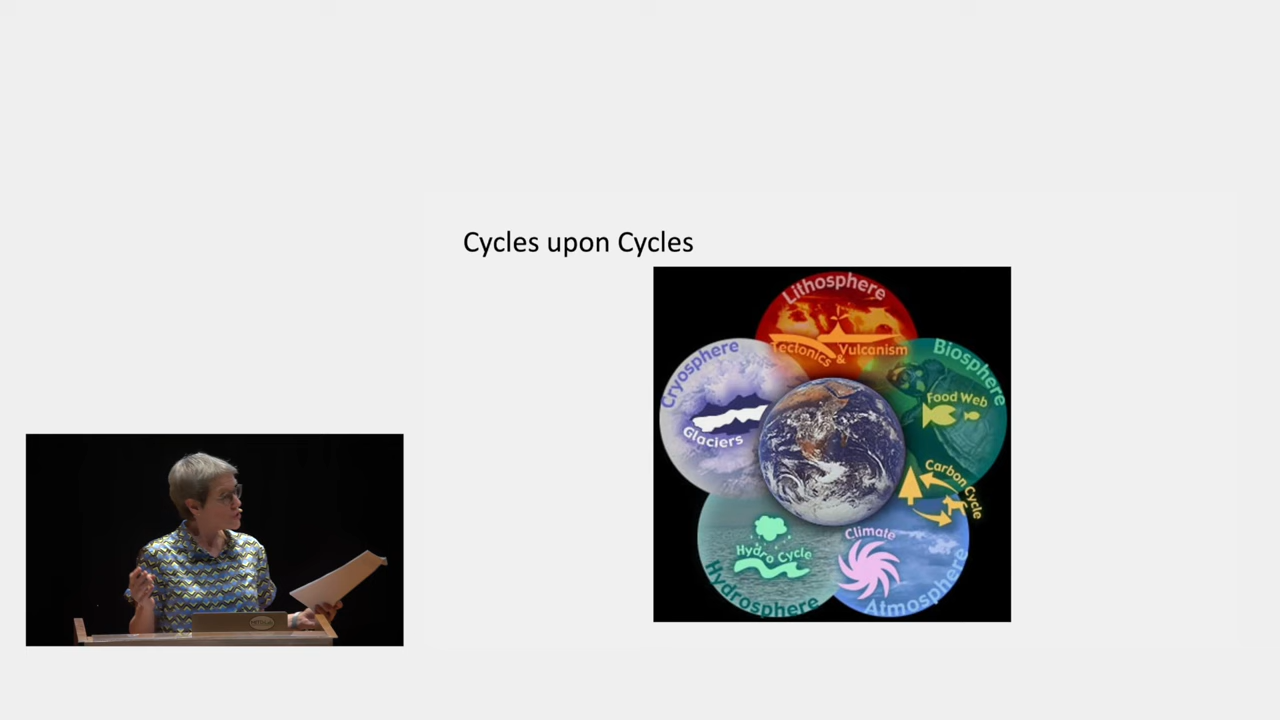 Cycles upon Cycles
Lithosphere
Tectonics & Vulcanism
Cryosphere
Glaciers
Biosphere
Food Web
Carbon Cycle
Hydro Cycle
Hydrosphere
Climate
Atmosphere